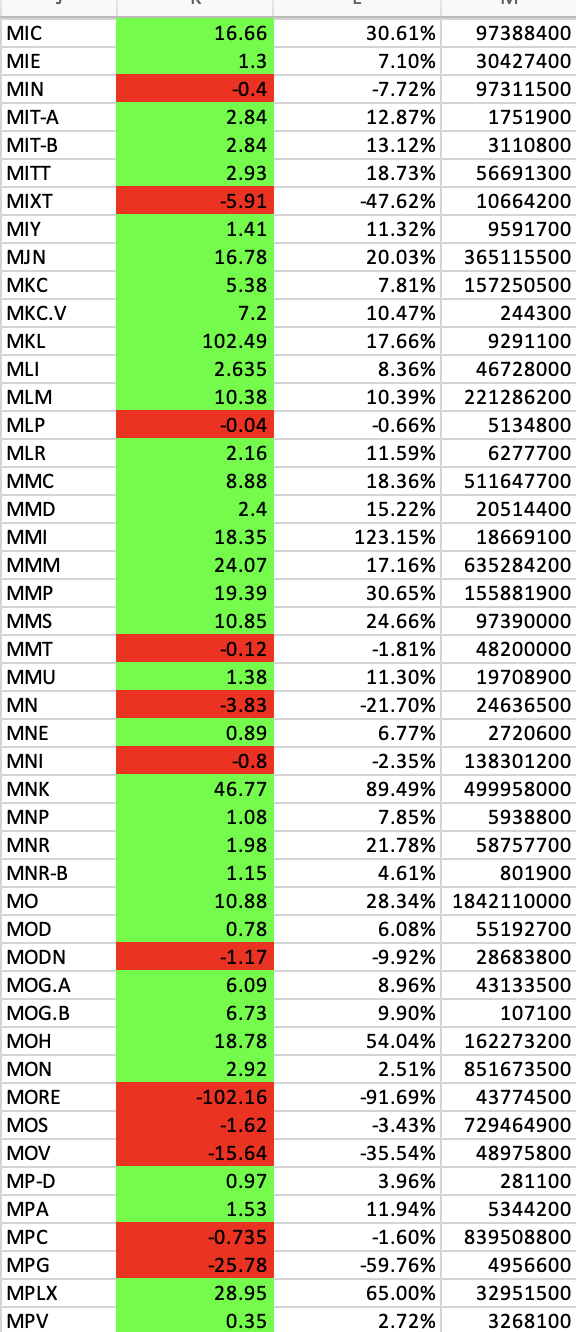 MIC 16.66 30.61% 97388400
MIE 1.3 7.10% 30427400
MIN -0.4 -7.72% 97311500
MIT-A 2.84 12.87% 1751900
MIT-B 2.84 13.12% 3110800
MITT 2.93 18.73% 56691300
MIXT -5.91 -47.62% 10664200
MIY 1.41 11.32% 9591700
MJN 16.78 20.03% 365115500
MKC 5.38 7.81% 157250500
MKC.V 7.2 10.47% 244300
MKL 102.49 17.66% 9291100
MLI 2.635 8.36% 46728000
MLM 10.38 10.39% 221286200
MLP -0.04 -0.66% 5134800
MLR 2.16 11.59% 6277700
MMC 8.88 18.36% 511647700
MMD 2.4 15.22% 20514400
MMI 18.35 123.15% 18669100
MMM 24.07 17.16% 635284200
MMP 19.39 30.65% 155881900
MMS 10.85 24.66% 97390000
MMT -0.12 -1.81% 48200000
MMU 1.38 11.30% 19708900
MN -3.83 -21.70% 24636500
MNE 0.89 6.77% 2720600
MNI -0.8 -2.35% 138301200
MNK 46.77 89.49% 499958000
MNP 1.08 7.85% 5938800
MNR 1.98 21.78% 58757700
MNR-B 1.15 4.61% 801900
MO 10.88 28.34% 1842110000
MOD 0.78 6.08% 55192700
MODN -1.17 -9.92% 28683800
MOG.A 6.09 8.96% 43133500
MOG.B 6.73 9.90% 107100
MOH 18.78 54.04% 162273200
MON 2.92 2.51% 851673500
MORE -102.16 -91.69% 43774500
MOS -1.62 -3.43% 729464900
MOV -15.64 -35.54% 48975800
MP-D 0.97 3.96% 281100
MPA 1.53 11.94% 5344200
MPC -0.735 -1.60% 839508800
MPG -25.78 -59.76% 4956600
MPLX 28.95 65.00% 32951500
MPV 0.35 2.72% 3268100